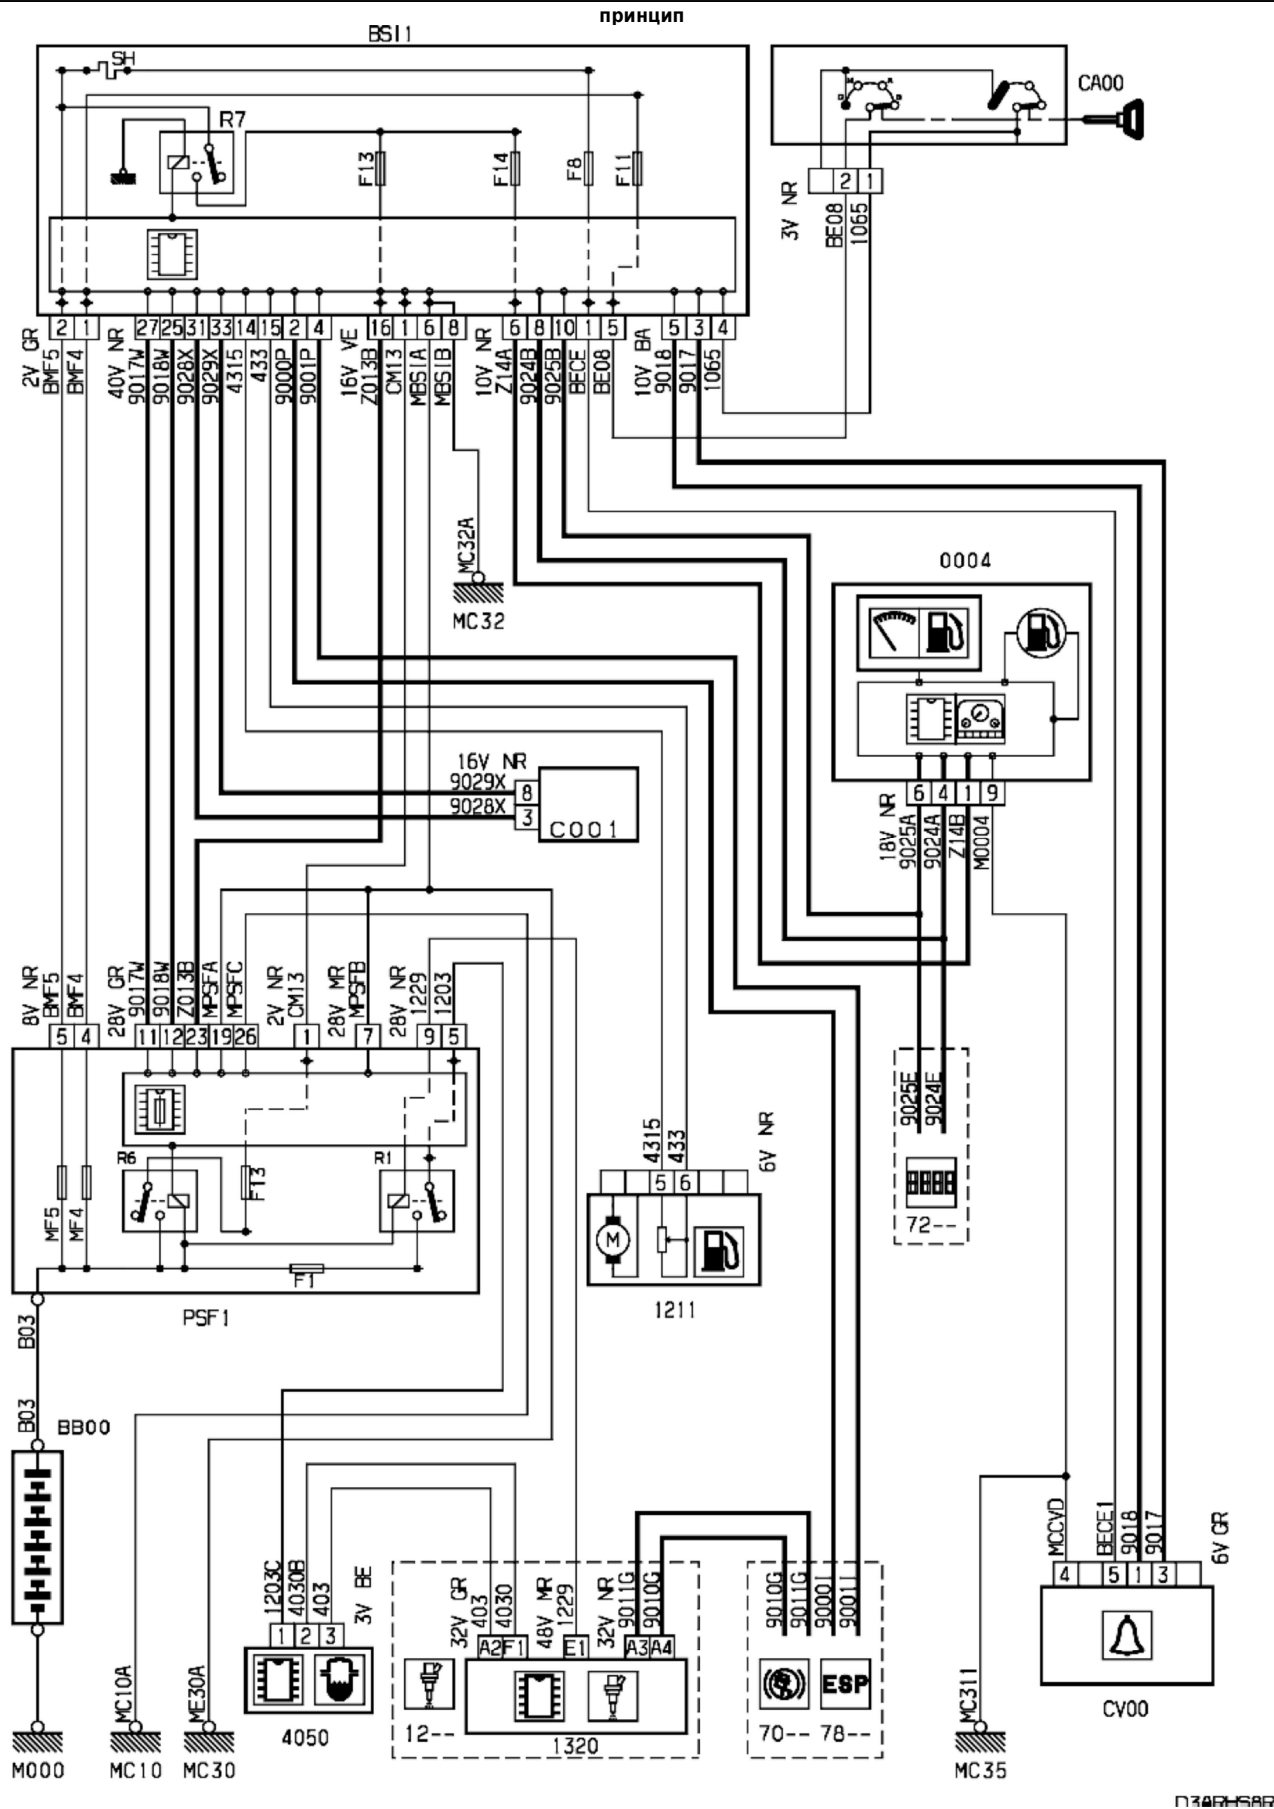 принцип
BSI1
SH
R7
F13
F14
F8
F11
CA00
3V NR
2 1
BE08
1065
2V GR
2 1
BMF5
BMF4
40V NR
27 25 31 33 14 15 2 4
9017W
9018W
9028X
9029X
4315
433
9000P
9001P
16V VE
16 1 6 8
Z013B
CM13
MBSIA
MBSIB
10V NR
6 8 10 1 5
Z14A
9024B
9025B
BECE
BE08
10V BA
5 3 4
9018
9017
1065
MC32A
MC32
0004
18V NR
6 4 1 9
9025A
9024A
Z14B
M0004
16V NR
9029X
8
9028X
3
C001
8V NR
BMF5
BMF4
5 4
28V GR
9017W
9018W
Z013B
MPSFA
MPSFC
11 12 23 19 26
2V NR
CM13
1
28V MR
MPSFB
7
28V NR
1229
1203
9 5
R6
F13
R1
MF5
MF4
F1
PSF1
9025E
9024E
72--
4315
433
6V NR
5 6
M
1211
B03
B03
BB00
M000
MC10A
MC10
ME30A
MC30
1203C
4030B
403
3V BE
1 2 3
4050
32V GR
403
4030
A2 F1
48V MR
1229
E1
32V NR
9011G
9010G
A3 A4
12--
1320
9010G
9011G
9000I
9001I
ESP
70-- 78--
MC311
MC35
MCCVD
BECE1
9018
9017
6V GR
4 5 1 3
CV00